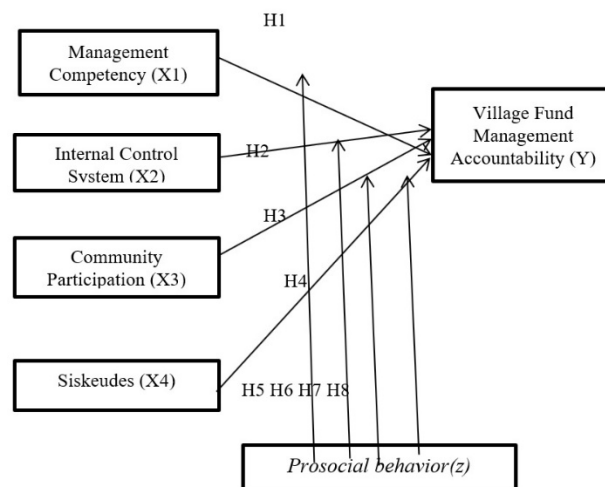 H1
Management
Competency (X1)
Village Fund
Management
Accountability (Y)
Internal Control
System (X2)
H2
H3
Community
Participation (X3)
H4
Siskeudes (X4)
H5 H6 H7 H8
Prosocial behavior(z)